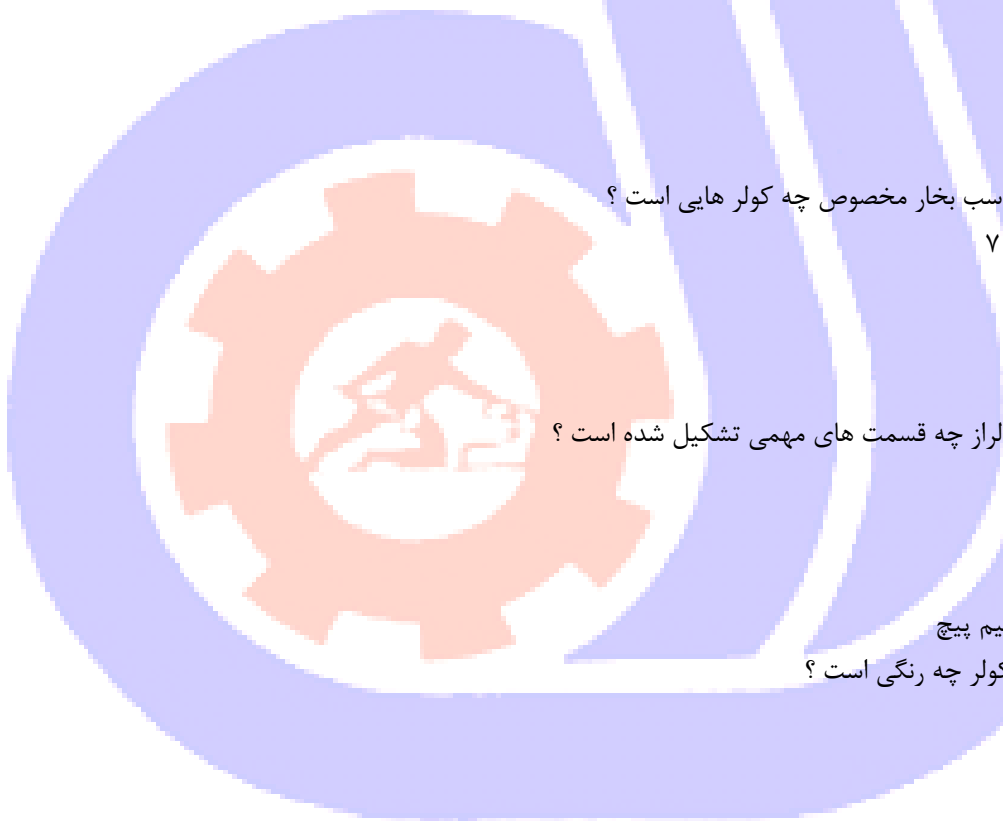 سب بخار مخصوص چه کولر هایی است ؟
۷
لراز چه قسمت های مهمی تشکیل شده است ؟
یم پیچ
کولر چه رنگی است ؟